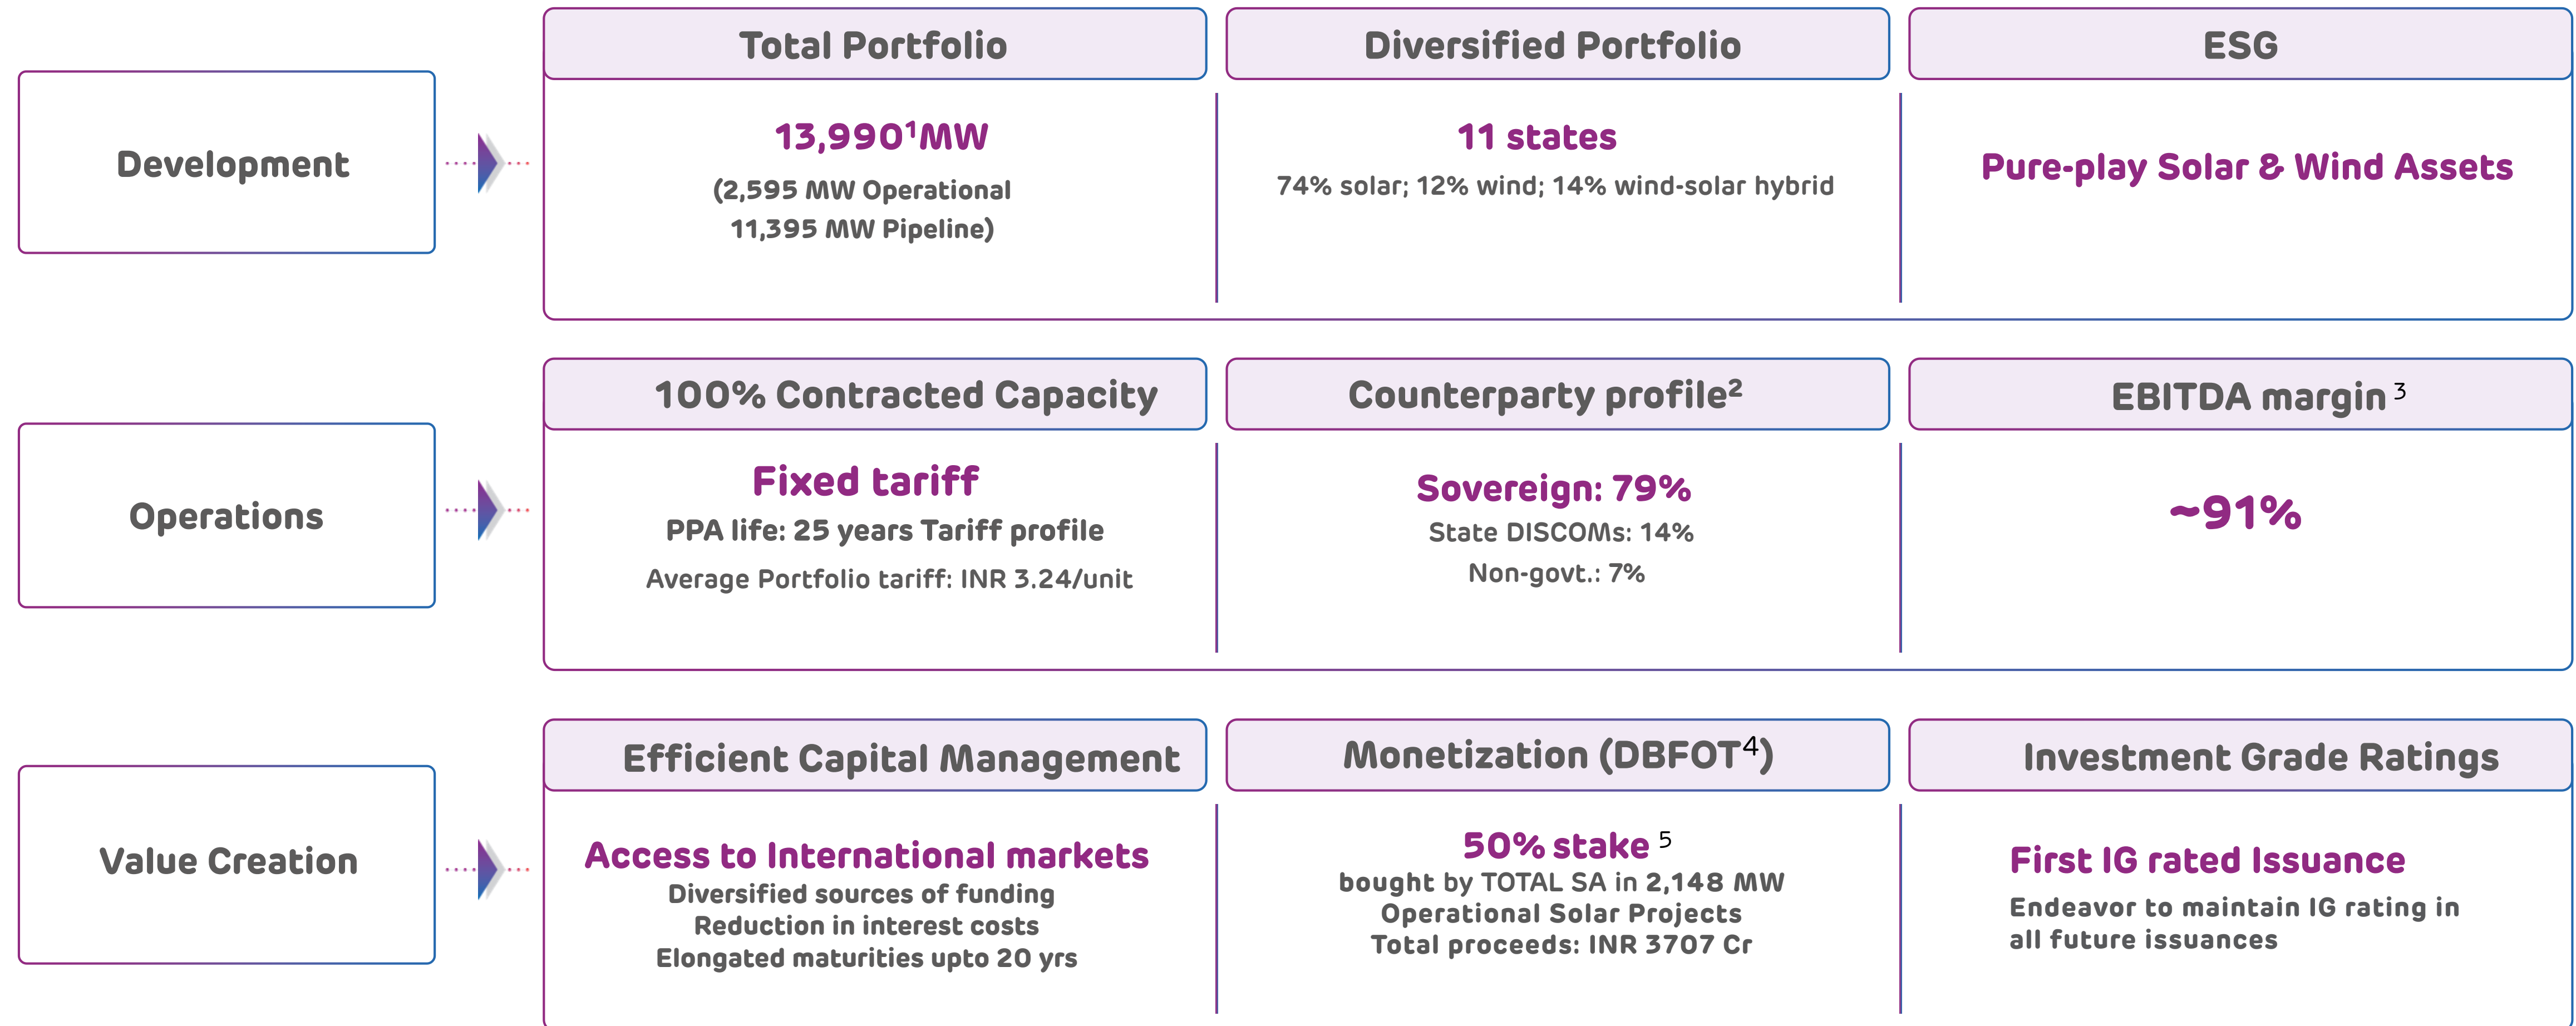 Development
Total Portfolio
13,990¹MW
(2,595 MW Operational
11,395 MW Pipeline)
Diversified Portfolio
11 states
74% solar; 12% wind; 14% wind-solar hybrid
ESG
Pure-play Solar & Wind Assets
Operations
100% Contracted Capacity
Fixed tariff
PPA life: 25 years Tariff profile
Average Portfolio tariff: INR 3.24/unit
Counterparty profile²
Sovereign: 79%
State DISCOMs: 14%
Non-govt.: 7%
EBITDA margin ³
~91%
Value Creation
Efficient Capital Management
Access to International markets
Diversified sources of funding
Reduction in interest costs
Elongated maturities upto 20 yrs
Monetization (DBFOT⁴)
50% stake ⁵
bought by TOTAL SA in 2,148 MW
Operational Solar Projects
Total proceeds: INR 3707 Cr
Investment Grade Ratings
First IG rated Issuance
Endeavor to maintain IG rating in
all future issuances